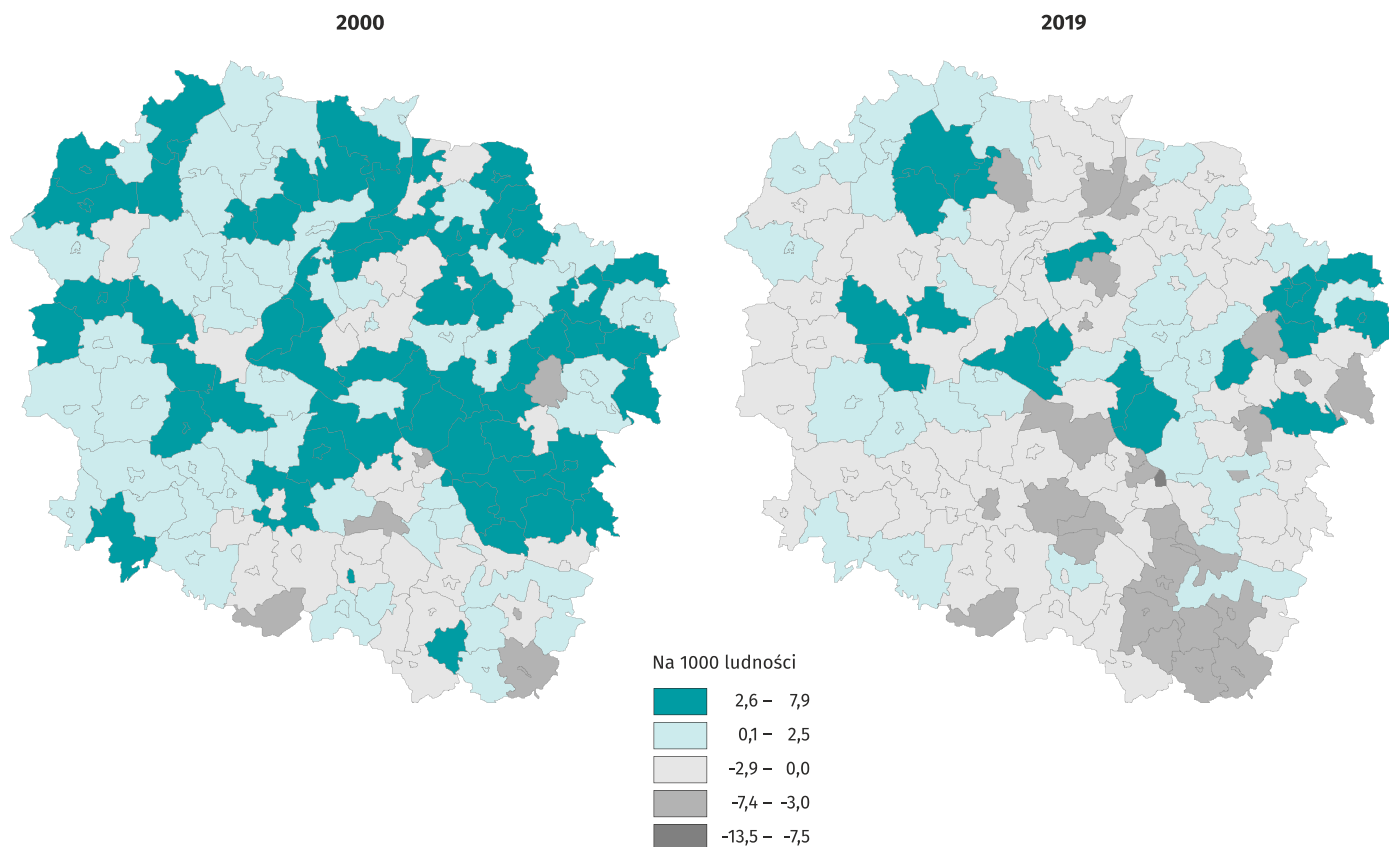 2000
2019
Na 1000 ludności
2,6 – 7,9
0,1 – 2,5
-2,9 – 0,0
-7,4 – -3,0
-13,5 – -7,5